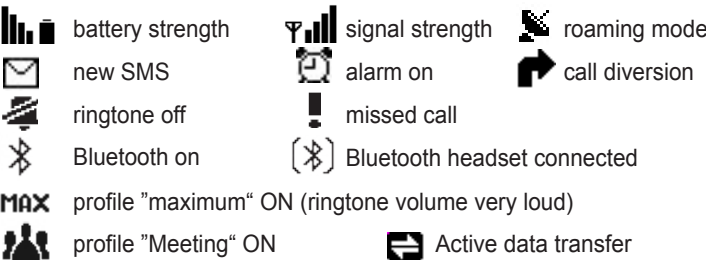 battery strength signal strength roaming mode
new SMS alarm on call diversion
ringtone off missed call
Bluetooth on Bluetooth headset connected
MAX profile ”maximum“ ON (ringtone volume very loud)
profile ”Meeting“ ON Active data transfer